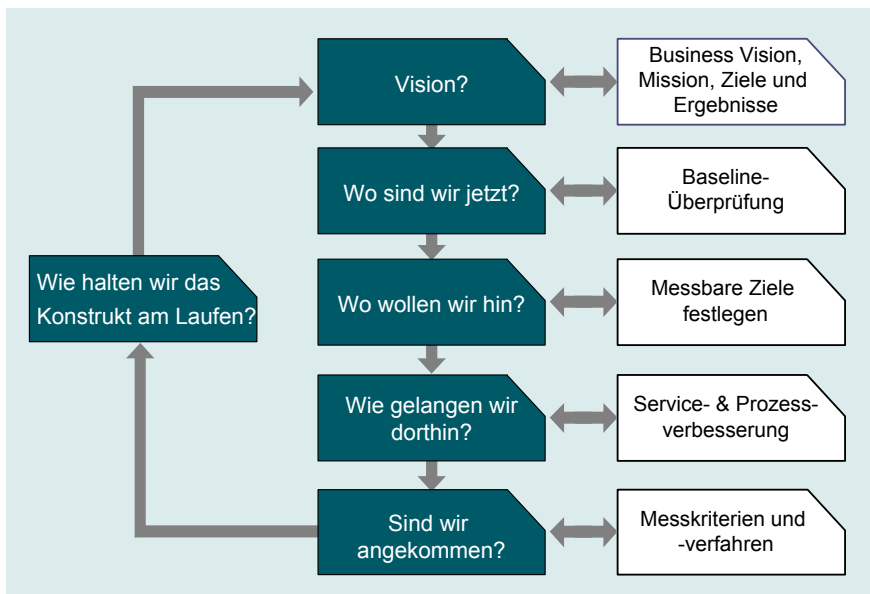 Vision?
Business Vision,
Mission, Ziele und
Ergebnisse
Wo sind wir jetzt?
Baseline-
Überprüfung
Wie halten wir das
Konstrukt am Laufen?
Wo wollen wir hin?
Messbare Ziele
festlegen
Wie gelangen wir
dorthin?
Service- & Prozess-
verbesserung
Sind wir
angekommen?
Messkriterien und
-verfahren